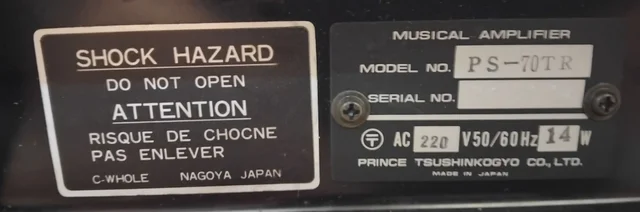 SHOCK HAZARD
DO NOT OPEN
ATTENTION
RISQUE DE CHOCNE
PAS ENLEVER
C-WHOLE NAGOYA JAPAN
MUSICAL AMPLIFIER
MODEL NO. PS-70TR
SERIAL NO.
AC 220 V50/60Hz 14 W
PRINCE TSUSHINKOGYO CO., LTD.
MADE IN JAPAN